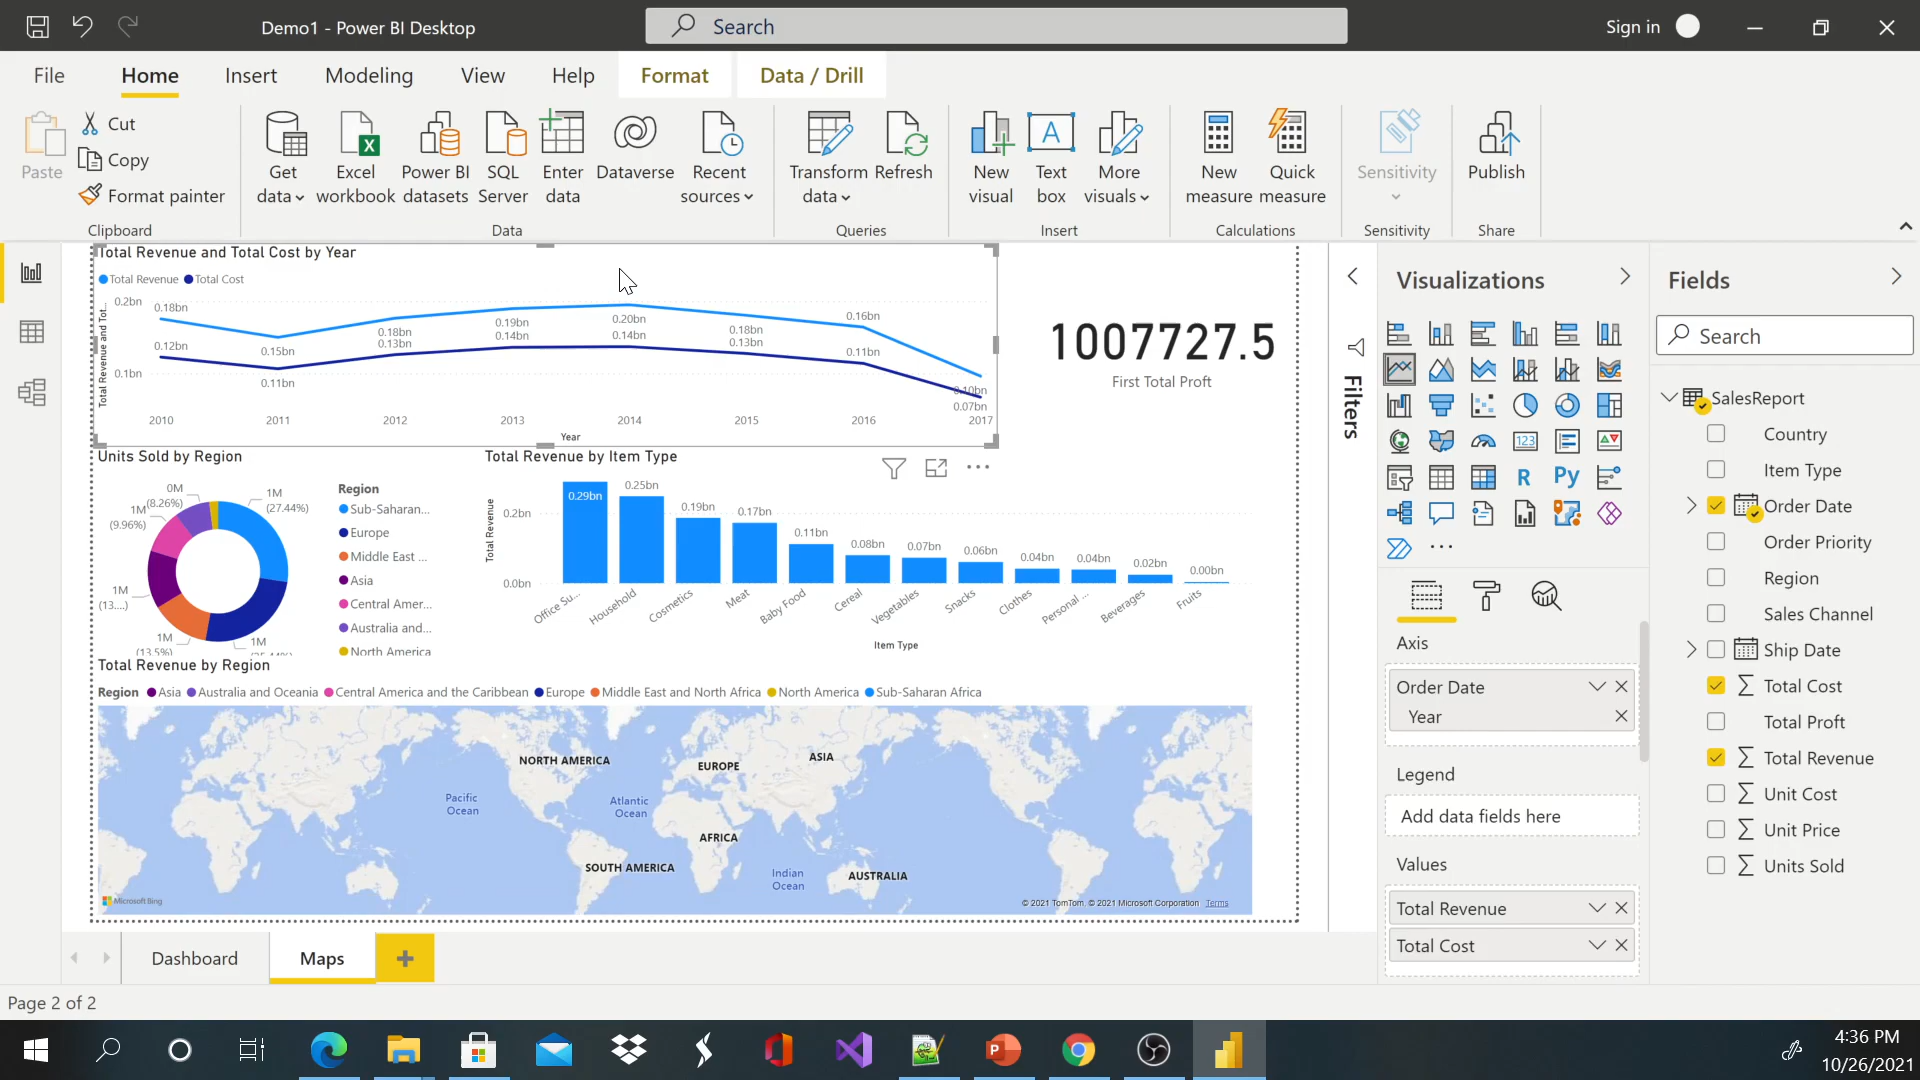 Demo1 - Power BI Desktop
Search
Sign in
File
Home
Insert
Modeling
View
Help
Format
Data / Drill
Paste
Cut
Copy
Format painter
Clipboard
Get data
Excel workbook
Power BI datasets
SQL Server
Enter data
Dataverse
Recent sources
Data
Transform data
Refresh
Queries
New visual
Text box
More visuals
Insert
New measure
Quick measure
Calculations
Sensitivity
Sensitivity
Publish
Share
Total Revenue and Total Cost by Year
Total Revenue Total Cost
Total Revenue and Tot...
0.2bn
0.1bn
0.18bn
0.15bn
0.18bn
0.19bn
0.20bn
0.18bn
0.16bn
0.10bn
0.12bn
0.11bn
0.13bn
0.14bn
0.14bn
0.13bn
0.11bn
0.07bn
2010 2011 2012 2013 2014 2015 2016 2017
Year
1007727.5
First Total Proft
Units Sold by Region
0M
(8.26%)
1M
(9.96%)
1M
(13....)
1M
(13.5%)
1M
1M
(27.44%)
Region
Sub-Saharan...
Europe
Middle East ...
Asia
Central Amer...
Australia and...
North America
Total Revenue by Item Type
Total Revenue
0.2bn
0.0bn
0.29bn
0.25bn
0.19bn
0.17bn
0.11bn
0.08bn
0.07bn
0.06bn
0.04bn
0.04bn
0.02bn
0.00bn
Office Su...
Household
Cosmetics
Meat
Baby Food
Cereal
Vegetables
Snacks
Clothes
Personal ...
Beverages
Fruits
Item Type
Total Revenue by Region
Region Asia Australia and Oceania Central America and the Caribbean Europe Middle East and North Africa North America Sub-Saharan Africa
NORTH AMERICA
EUROPE
ASIA
Pacific
Ocean
Atlantic
Ocean
AFRICA
SOUTH AMERICA
Indian
Ocean
AUSTRALIA
Microsoft Bing
© 2021 TomTom, © 2021 Microsoft Corporation Terms
Filters
Visualizations
123
R
Py
Axis
Order Date
Year
Legend
Add data fields here
Values
Total Revenue
Total Cost
Fields
Search
SalesReport
Country
Item Type
Order Date
Order Priority
Region
Sales Channel
Ship Date
Total Cost
Total Proft
Total Revenue
Unit Cost
Unit Price
Units Sold
Dashboard
Maps
Page 2 of 2
4:36 PM
10/26/2021